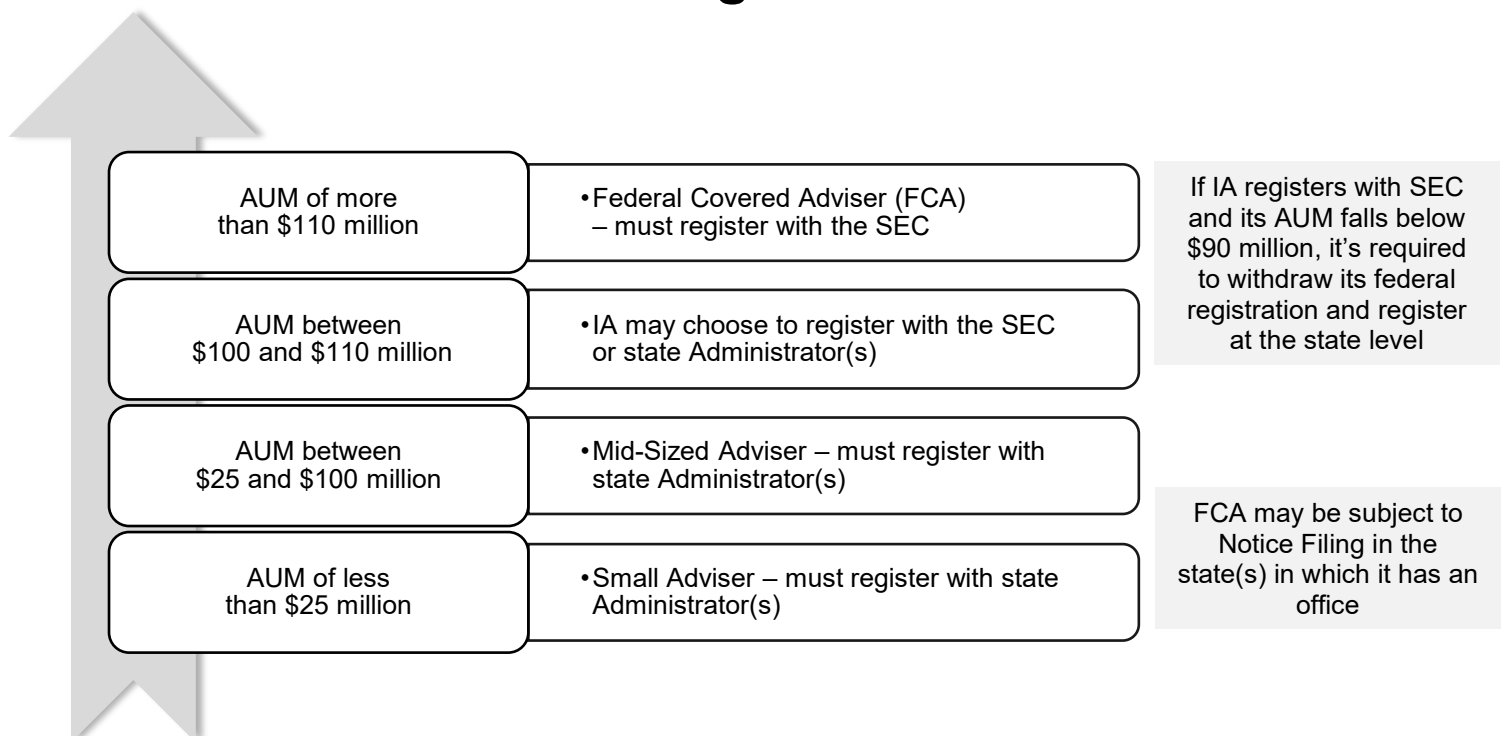 AUM of more
than $110 million
•Federal Covered Adviser (FCA)
– must register with the SEC
If IA registers with SEC
and its AUM falls below
$90 million, it’s required
to withdraw its federal
registration and register
at the state level
AUM between
$100 and $110 million
•IA may choose to register with the SEC
or state Administrator(s)
AUM between
$25 and $100 million
•Mid-Sized Adviser – must register with
state Administrator(s)
AUM of less
than $25 million
•Small Adviser – must register with state
Administrator(s)
FCA may be subject to
Notice Filing in the
state(s) in which it has an
office